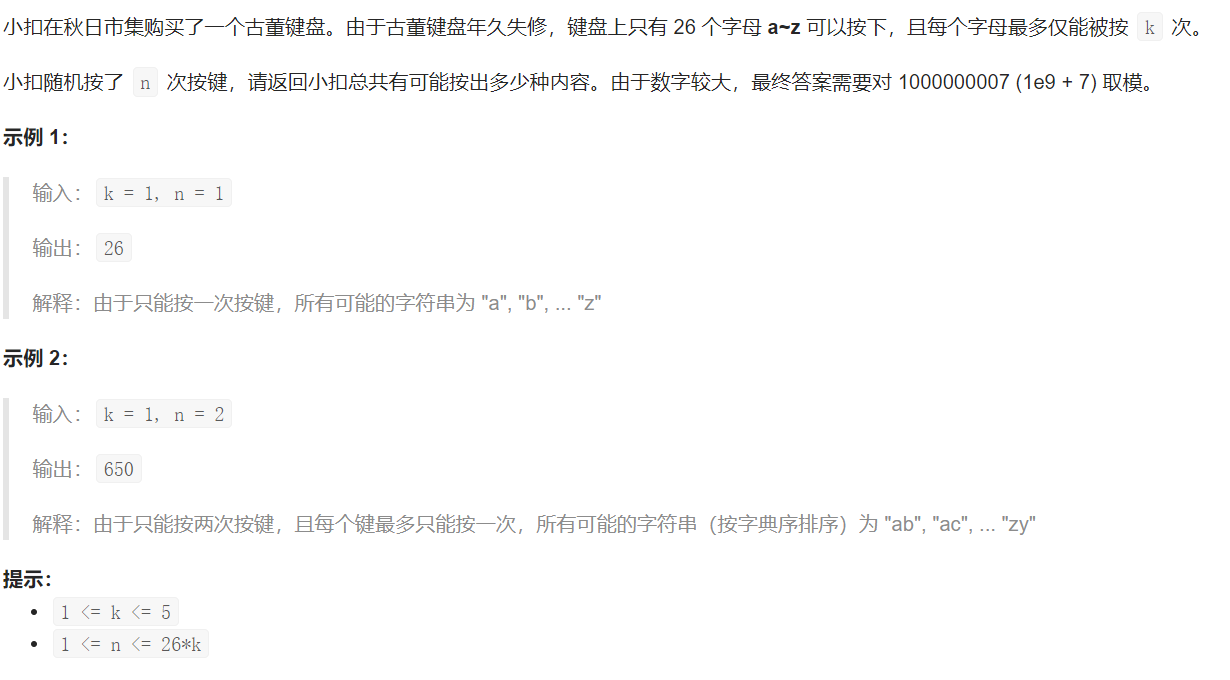 小扣在秋日市集购买了一个古董键盘。由于古董键盘年久失修，键盘上只有 26 个字母 a~z 可以按下，且每个字母最多仅能被按 k 次。
小扣随机按了 n 次按键，请返回小扣总共有可能按出多少种内容。由于数字较大，最终答案需要对 1000000007 (1e9 + 7) 取模。
示例 1：
输入：k = 1, n = 1
输出：26
解释：由于只能按一次按键，所有可能的字符串为 "a", "b", ... "z"
示例 2：
输入：k = 1, n = 2
输出：650
解释：由于只能按两次按键，且每个键最多只能按一次，所有可能的字符串（按字典序排序）为 "ab", "ac", ... "zy"
提示：
• 1 <= k <= 5
• 1 <= n <= 26*k